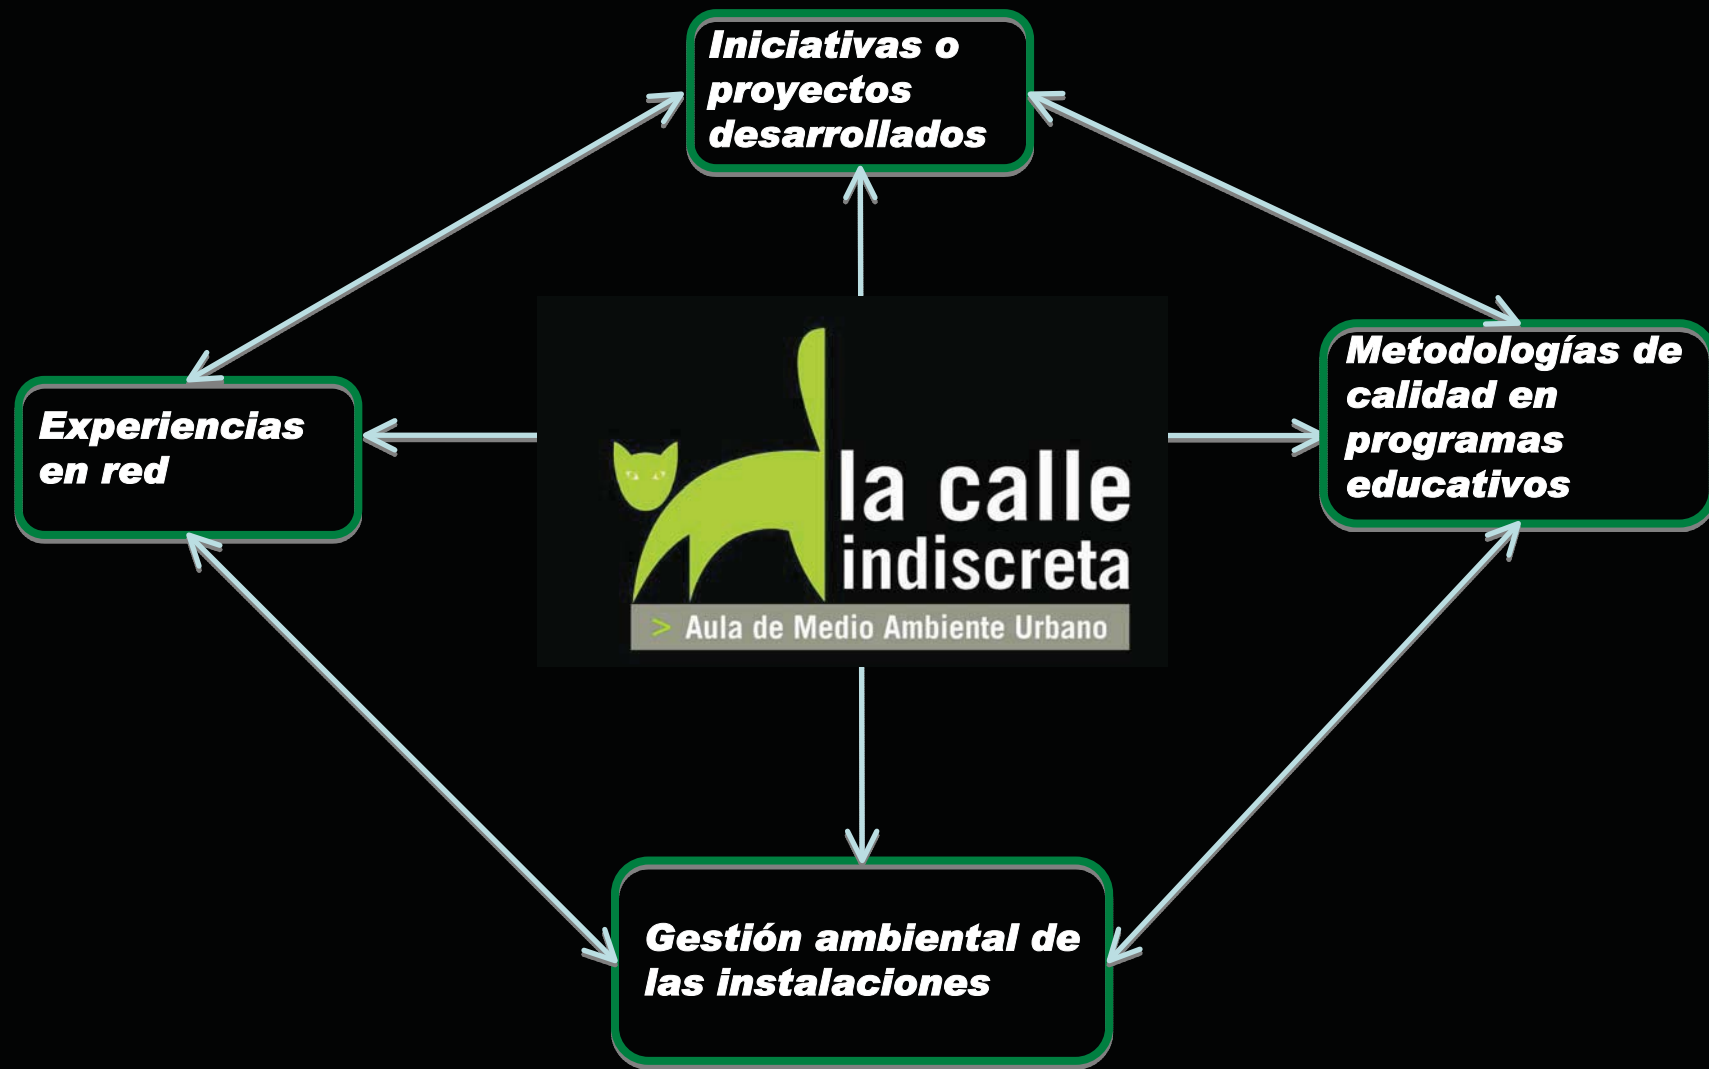 Iniciativas o
proyectos
desarrollados
Experiencias
en red
la calle
indiscreta
> Aula de Medio Ambiente Urbano
Metodologías de
calidad en
programas
educativos
Gestión ambiental de
las instalaciones